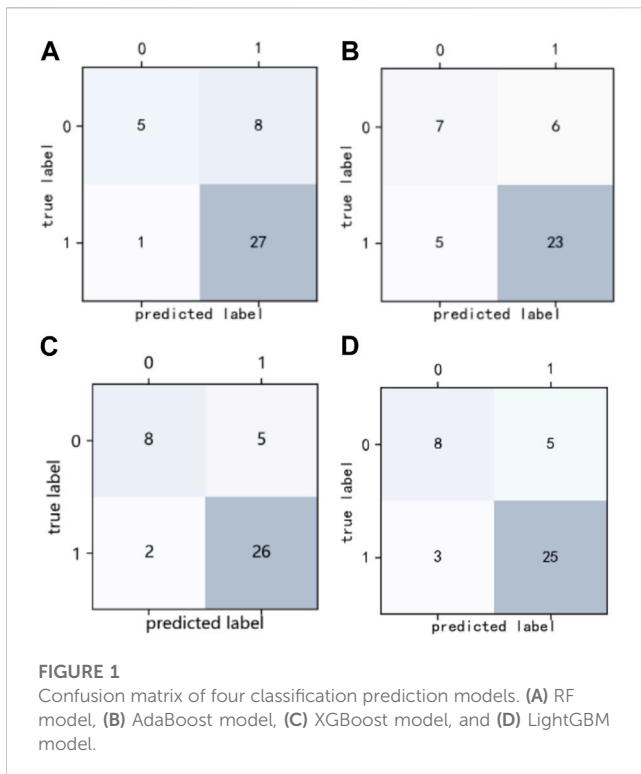 A
0 1
true label
0 5 8
1 1 27
predicted label
B
0 1
true label
0 7 6
1 5 23
predicted label
C
0 1
true label
0 8 5
1 2 26
predicted label
D
0 1
true label
0 8 5
1 3 25
predicted label
FIGURE 1
Confusion matrix of four classification prediction models. (A) RF
model, (B) AdaBoost model, (C) XGBoost model, and (D) LightGBM
model.